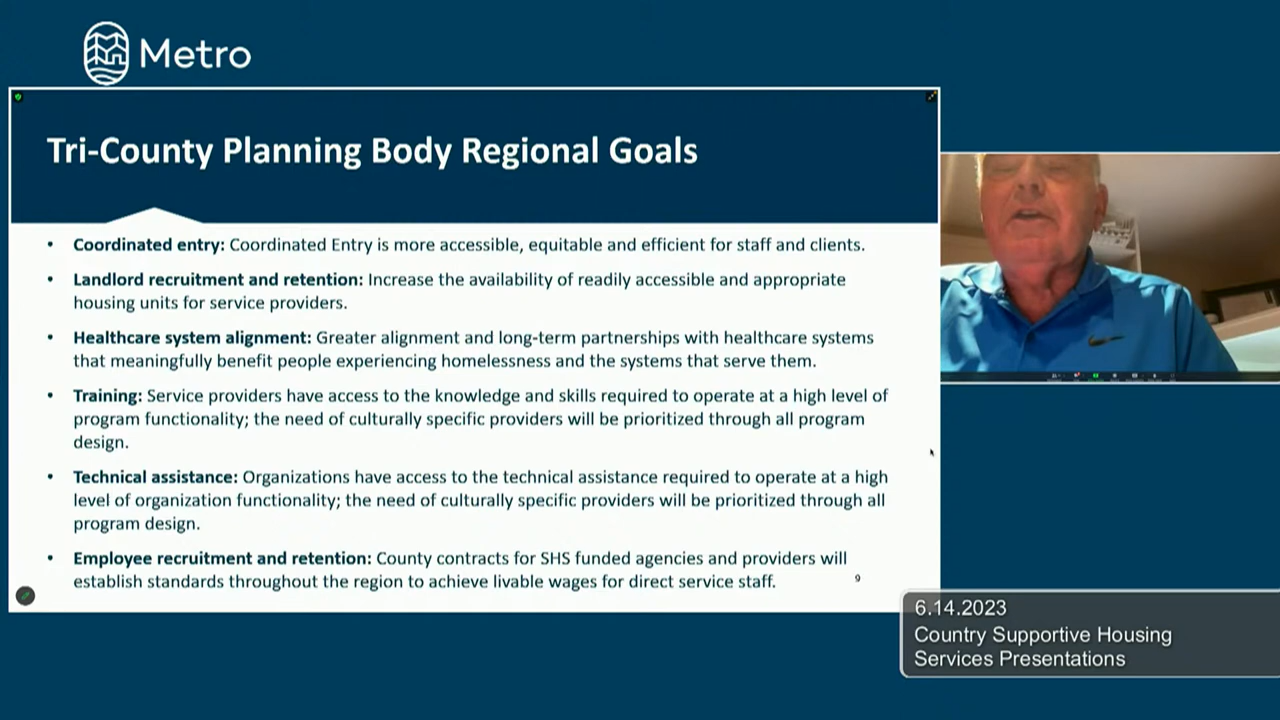 Metro
Tri-County Planning Body Regional Goals
• Coordinated entry: Coordinated Entry is more accessible, equitable and efficient for staff and clients.
• Landlord recruitment and retention: Increase the availability of readily accessible and appropriate
housing units for service providers.
• Healthcare system alignment: Greater alignment and long-term partnerships with healthcare systems
that meaningfully benefit people experiencing homelessness and the systems that serve them.
• Training: Service providers have access to the knowledge and skills required to operate at a high level of
program functionality; the need of culturally specific providers will be prioritized through all program
design.
• Technical assistance: Organizations have access to the technical assistance required to operate at a high
level of organization functionality; the need of culturally specific providers will be prioritized through all
program design.
• Employee recruitment and retention: County contracts for SHS funded agencies and providers will
establish standards throughout the region to achieve livable wages for direct service staff.
9
6.14.2023
Country Supportive Housing
Services Presentations